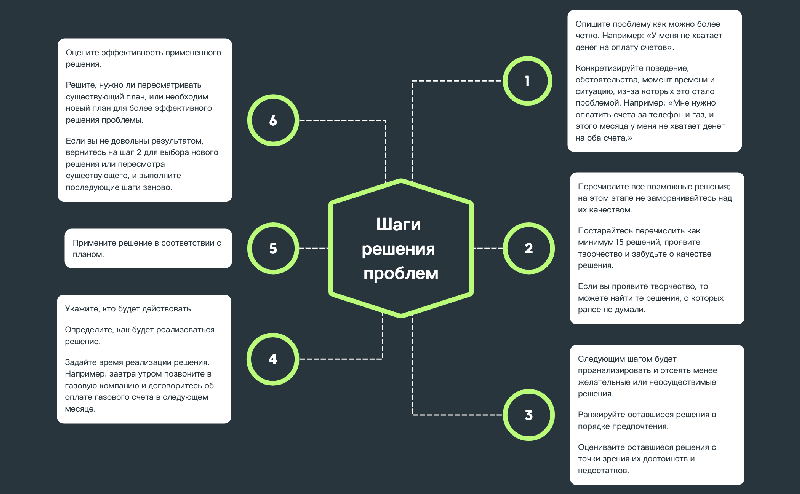 Шаги
решения
проблем
1
Опишите проблему как можно более
четко. Например: «У меня не хватает
денег на оплату счетов».
Конкретизируйте поведение,
обстоятельства, момент времени и
ситуацию, из-за которых это стало
проблемой. Например: «Мне нужно
оплатить счета за телефон и газ, и
этого месяца у меня не хватает денег
на оба счета.»
2
Перечислите все возможные решения;
на этом этапе не заморачивайтесь над
их качеством.
Постарайтесь перечислить как
минимум 15 решений, проявите
творчество и забудьте о качестве
решения.
Если вы проявите творчество, то
можете найти те решения, о которых
ранее не думали.
3
Следующим шагом будет
проанализировать и отсеять менее
желательные или неосуществимые
решения.
Ранжируйте оставшиеся решения в
порядке предпочтения.
Оценивайте оставшиеся решения с
точки зрения их достоинств и
недостатков.
4
Укажите, кто будет действовать.
Определите, как будет реализоваться
решение.
Задайте время реализации решения.
Например: завтра утром позвоните в
газовую компанию и договоритесь об
оплате газового счета в следующем
месяце.
5
Примените решение в соответствии с
планом.
6
Оцените эффективность примененного
решения.
Решите, нужно ли пересматривать
существующий план, или необходим
новый план для более эффективного
решения проблемы.
Если вы не довольны результатом,
вернитесь на шаг 2 для выбора нового
решения или пересмотра
существующего, и выполните
последующие шаги заново.